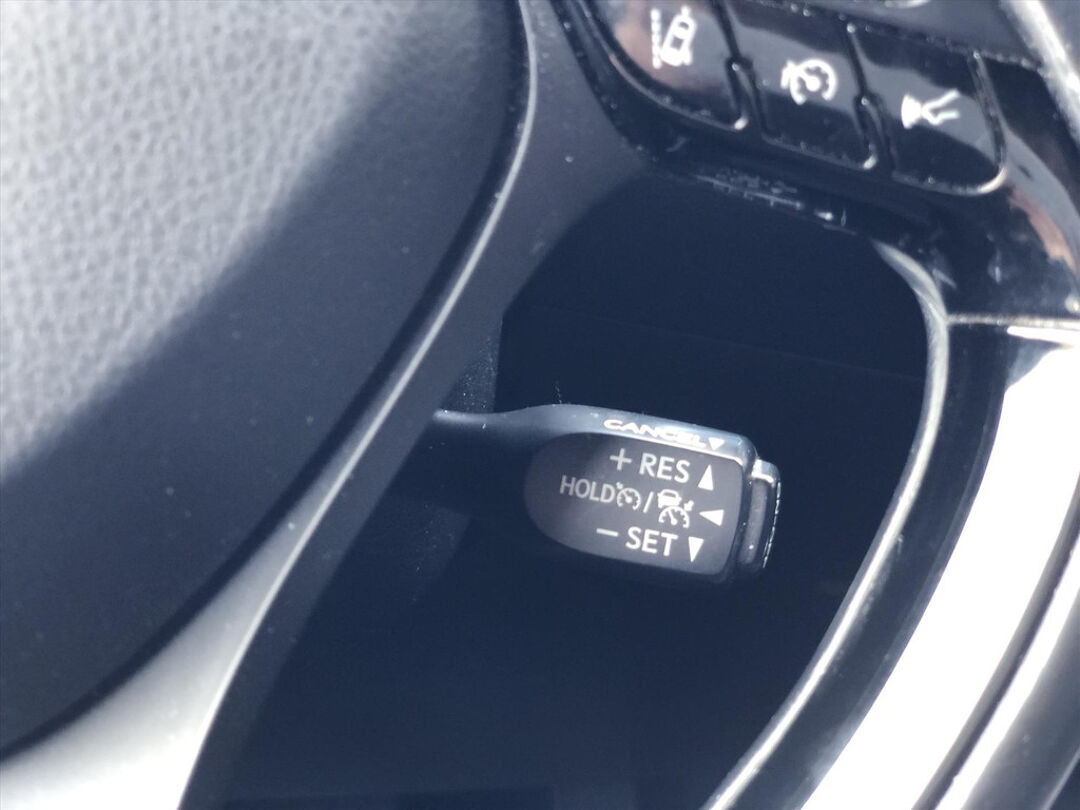 CANCEL
+ RES
HOLD /
− SET